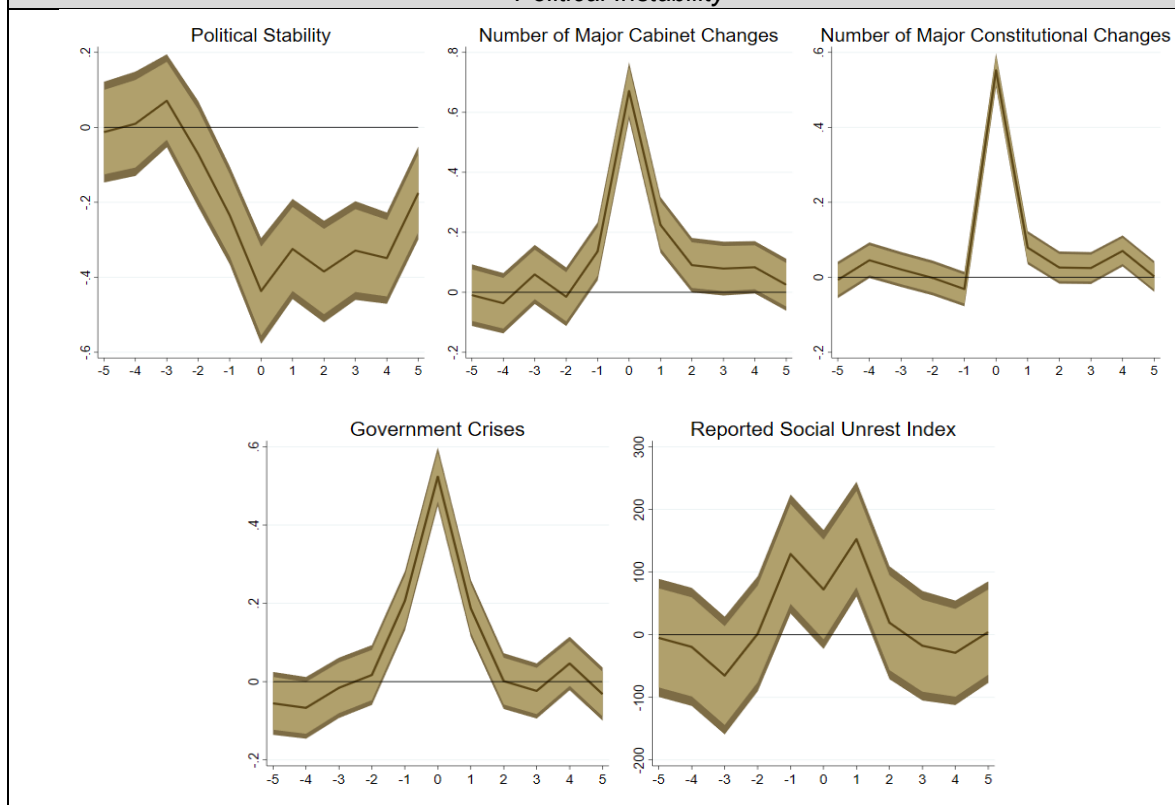 Political Instability
Political Stability
Number of Major Cabinet Changes
Number of Major Constitutional Changes
.2
0
-.2
-.4
-.6
-5 -4 -3 -2 -1 0 1 2 3 4 5
.8
.6
.4
.2
0
-.2
-5 -4 -3 -2 -1 0 1 2 3 4 5
.6
.4
.2
0
-.2
-5 -4 -3 -2 -1 0 1 2 3 4 5
Government Crises
Reported Social Unrest Index
.6
.4
.2
0
-.2
-5 -4 -3 -2 -1 0 1 2 3 4 5
300
200
100
0
-100
-200
-5 -4 -3 -2 -1 0 1 2 3 4 5